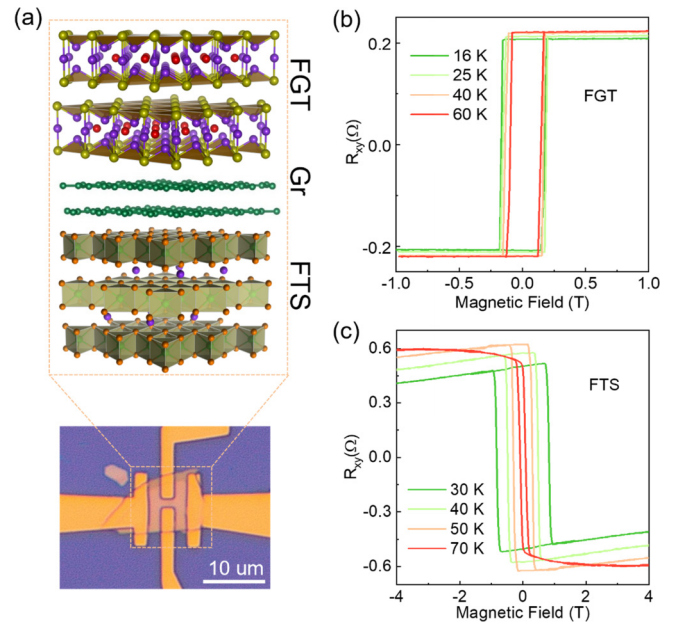 (a)
FGT
Gr
FTS
10 um
(b)
0.2
0.0
-0.2
R_xy(Ω)
16 K
25 K
40 K
60 K
FGT
-1.0 -0.5 0.0 0.5 1.0
Magnetic Field (T)
(c)
0.6
0.3
0.0
-0.3
-0.6
R_xy(Ω)
FTS
30 K
40 K
50 K
70 K
-4 -2 0 2 4
Magnetic Field (T)